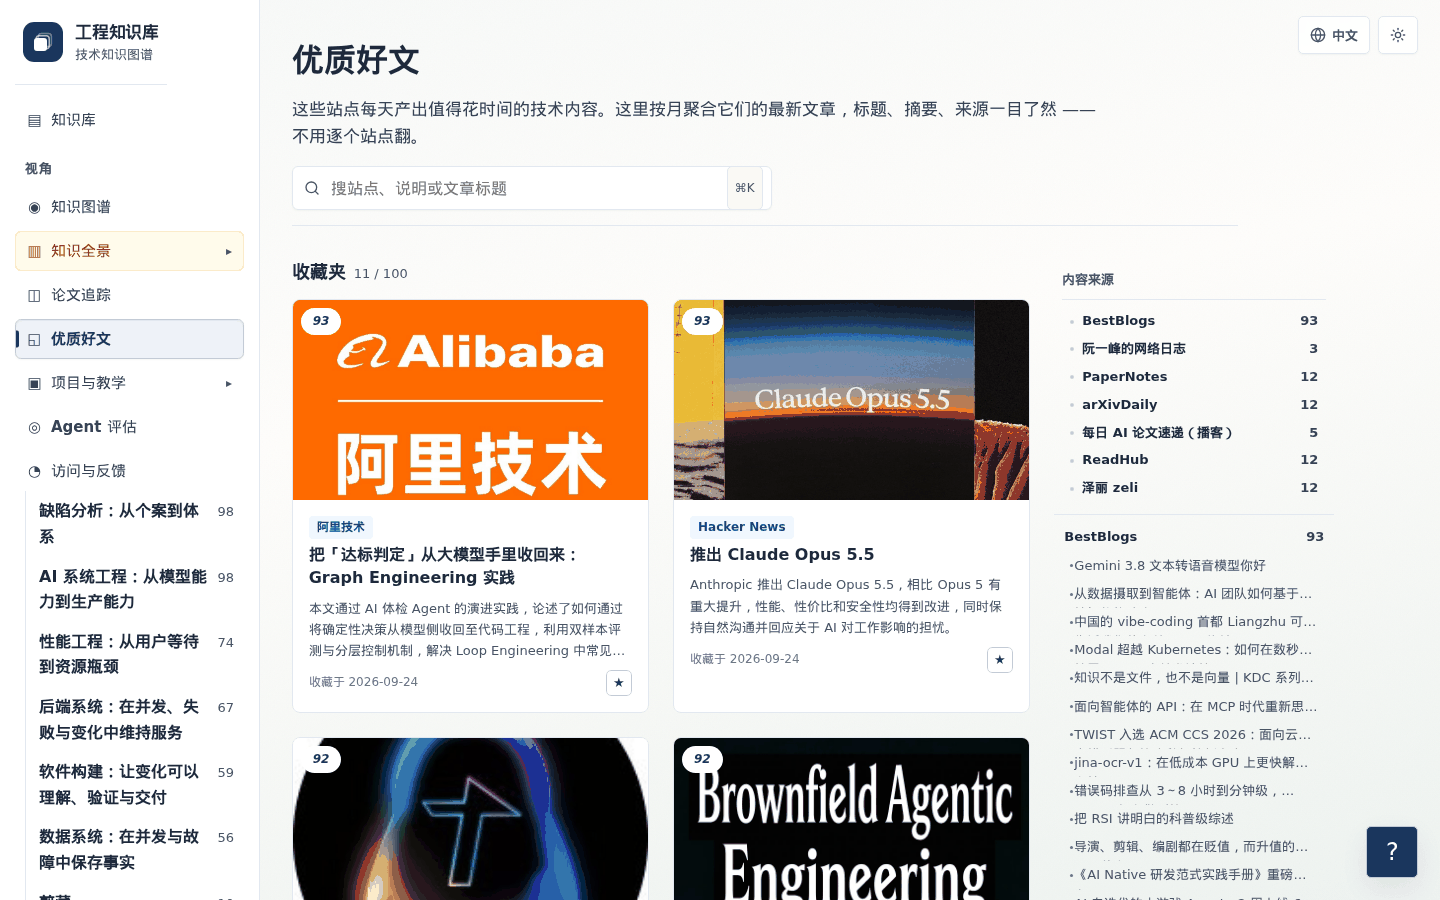 工程知识库
技术知识图谱
知识库
视角
知识图谱
知识全景
论文追踪
优质好文
项目与教学
Agent 评估
访问与反馈
缺陷分析：从个案到体系 98
AI 系统工程：从模型能力到生产能力 98
性能工程：从用户等待到资源瓶颈 74
后端系统：在并发、失败与变化中维持服务 67
软件构建：让变化可以理解、验证与交付 59
数据系统：在并发与故障中保存事实 56
中文
优质好文
这些站点每天产出值得花时间的技术内容。这里按月聚合它们的最新文章，标题、摘要、来源一目了然 ——
不用逐个站点翻。
搜站点、说明或文章标题
⌘K
收藏夹 11 / 100
93
Alibaba
阿里技术
阿里技术
把「达标判定」从大模型手里收回来：
Graph Engineering 实践
本文通过 AI 体检 Agent 的演进实践，论述了如何通过
将确定性决策从模型侧收回至代码工程，利用双样本评
测与分层控制机制，解决 Loop Engineering 中常见…
收藏于 2026-09-24
★
93
Claude Opus 5.5
Hacker News
推出 Claude Opus 5.5
Anthropic 推出 Claude Opus 5.5，相比 Opus 5 有
重大提升，性能、性价比和安全性均得到改进，同时保
持自然沟通并回应关于 AI 对工作影响的担忧。
收藏于 2026-09-24
★
92
92
Brownfield Agentic
Engineering
内容来源
BestBlogs 93
阮一峰的网络日志 3
PaperNotes 12
arXivDaily 12
每日 AI 论文速递（播客） 5
ReadHub 12
泽丽 zeli 12
BestBlogs 93
•Gemini 3.8 文本转语音模型你好
•从数据摄取到智能体：AI 团队如何基于…
•中国的 vibe-coding 首都 Liangzhu 可…
•Modal 超越 Kubernetes：如何在数秒…
•知识不是文件，也不是向量 | KDC 系列…
•面向智能体的 API：在 MCP 时代重新思…
•TWIST 入选 ACM CCS 2026：面向云…
•jina-ocr-v1：在低成本 GPU 上更快解…
•错误码排查从 3～8 小时到分钟级，…
•把 RSI 讲明白的科普级综述
•导演、剪辑、编剧都在贬值，而升值的…
•《AI Native 研发范式实践手册》重磅…
?